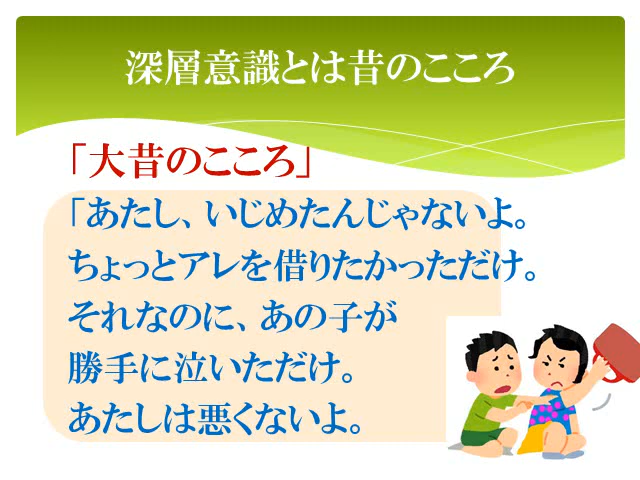 深層意識とは昔のこころ
「大昔のこころ」
「あたし、いじめたんじゃないよ。
ちょっとアレを借りたかっただけ。
それなのに、あの子が
勝手に泣いただけ。
あたしは悪くないよ。